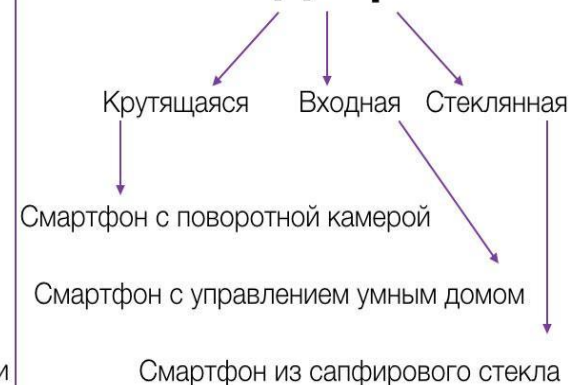 Крутящаяся Входная Стеклянная
Смартфон с поворотной камерой
Смартфон с управлением умным домом
и Смартфон из сапфирового стекла